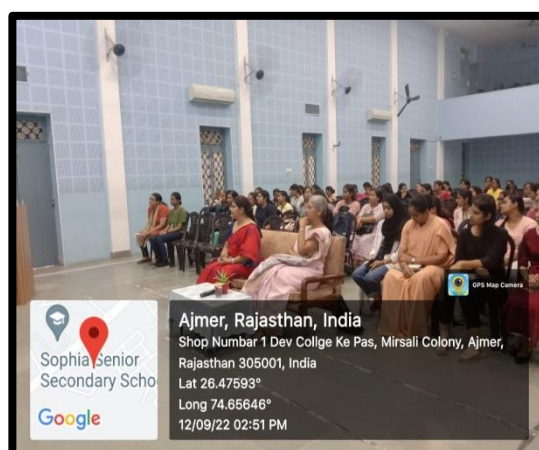 GPS Map Camera
Sophia Senior
Secondary Scho
Google
Ajmer, Rajasthan, India
Shop Numbar 1 Dev Collge Ke Pas, Mirsali Colony, Ajmer,
Rajasthan 305001, India
Lat 26.47593°
Long 74.65646°
12/09/22 02:51 PM